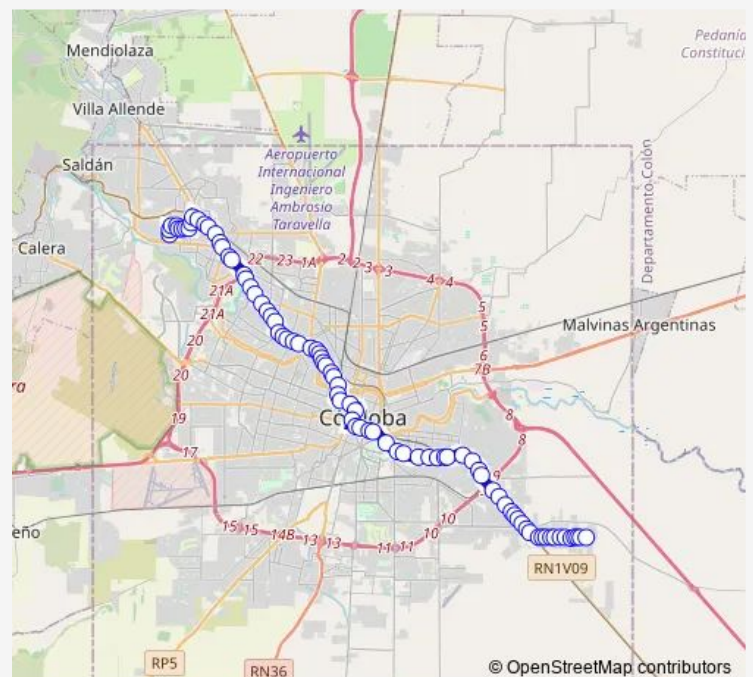 Mendiolaza
Pedanía
Constituci
Villa Allende
Saldán
Aeropuerto
Internacional
Ingeniero
Ambrosio
Taravella
Departamento Colón
Calera
22 23 1A 2 2 3 3 4 4
21A
21A
5
5
Malvinas Argentinas
20
6
7B
20
ra
19
8
8
17
9
eño
15 15 14B 13 13 11 11 10 10
RN1V09
RP5
RN36
© OpenStreetMap contributors